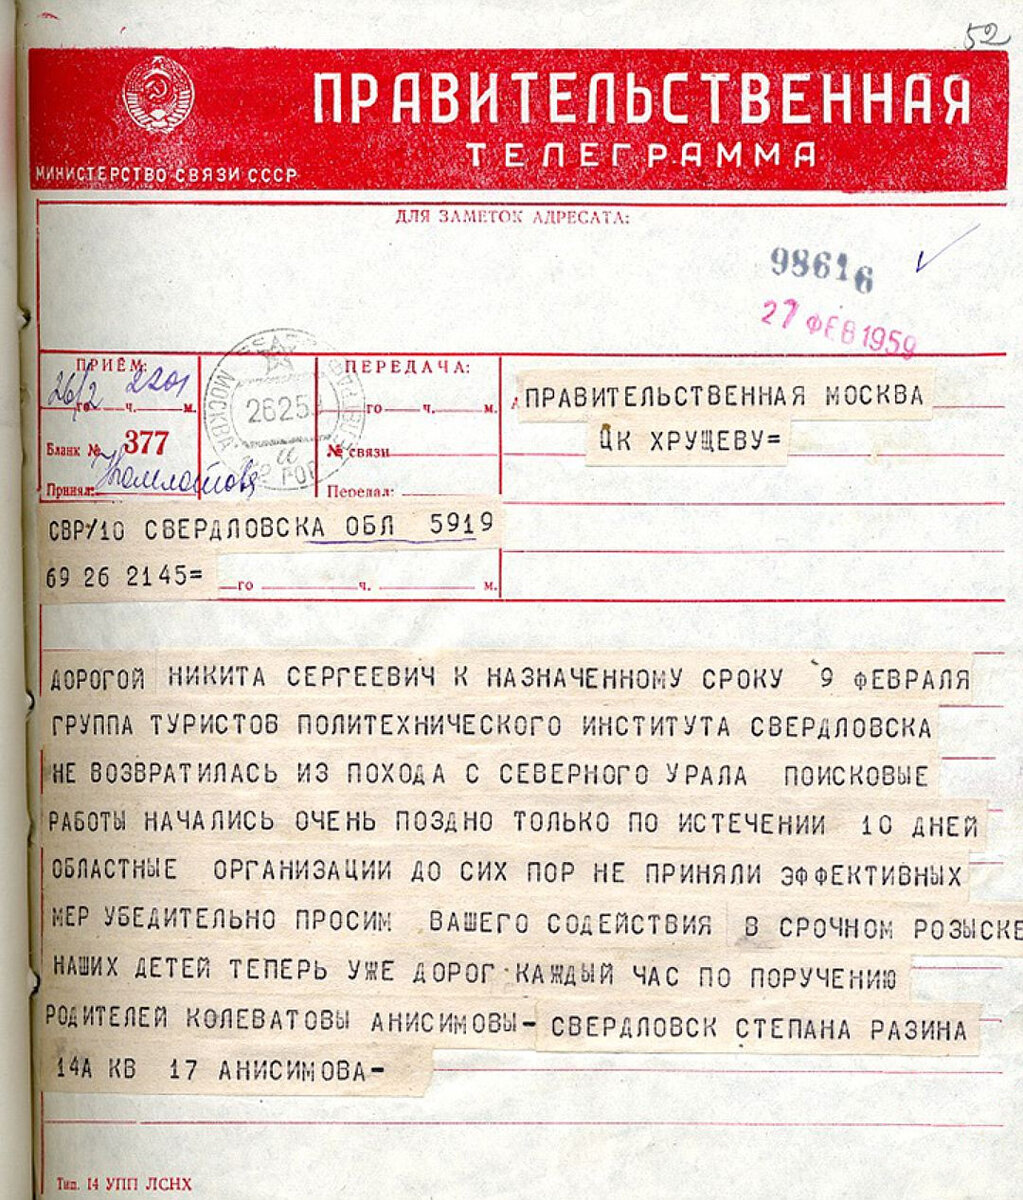 52
ПРАВИТЕЛЬСТВЕННАЯ
ТЕЛЕГРАММА
МИНИСТЕРСТВО СВЯЗИ СССР
ДЛЯ ЗАМЕТОК АДРЕСАТА:
98616
27 ФЕВ 1959
ПРИЁМ:
26/2 2201
го ч. м.
Бланк № 377
Принял:
МОСКВА
26 2 59
ПЕРЕДАЧА:
го ч. м.
№ связи
Передал:
ПРАВИТЕЛЬСТВЕННАЯ МОСКВА
ЦК ХРУЩЕВУ=
СВР/10 СВЕРДЛОВСКА ОБЛ 5919
69 26 2145= го ч. м.
ДОРОГОЙ НИКИТА СЕРГЕЕВИЧ К НАЗНАЧЕННОМУ СРОКУ 9 ФЕВРАЛЯ
ГРУППА ТУРИСТОВ ПОЛИТЕХНИЧЕСКОГО ИНСТИТУТА СВЕРДЛОВСКА
НЕ ВОЗВРАТИЛАСЬ ИЗ ПОХОДА С СЕВЕРНОГО УРАЛА ПОИСКОВЫЕ
РАБОТЫ НАЧАЛИСЬ ОЧЕНЬ ПОЗДНО ТОЛЬКО ПО ИСТЕЧЕНИИ 10 ДНЕЙ
ОБЛАСТНЫЕ ОРГАНИЗАЦИИ ДО СИХ ПОР НЕ ПРИНЯЛИ ЭФФЕКТИВНЫХ
МЕР УБЕДИТЕЛЬНО ПРОСИМ ВАШЕГО СОДЕЙСТВИЯ В СРОЧНОМ РОЗЫСКЕ
НАШИХ ДЕТЕЙ ТЕПЕРЬ УЖЕ ДОРОГ КАЖДЫЙ ЧАС ПО ПОРУЧЕНИЮ
РОДИТЕЛЕЙ КОЛЕВАТОВЫ АНИСИМОВЫ- СВЕРДЛОВСК СТЕПАНА РАЗИНА
14А КВ 17 АНИСИМОВА-
Тип. 14 УПП ЛСНХ